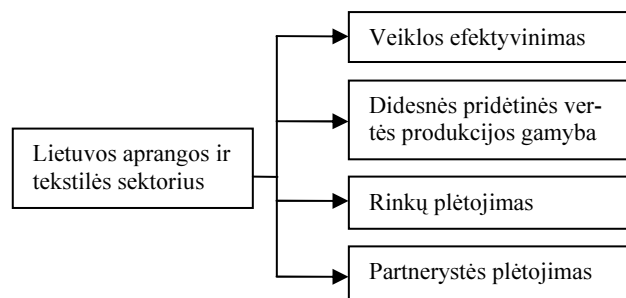 Veiklos efektyvinimas
Didesnės pridėtinės ver-
tės produkcijos gamyba
Lietuvos aprangos ir
tekstilės sektorius
Rinkų plėtojimas
Partnerystės plėtojimas